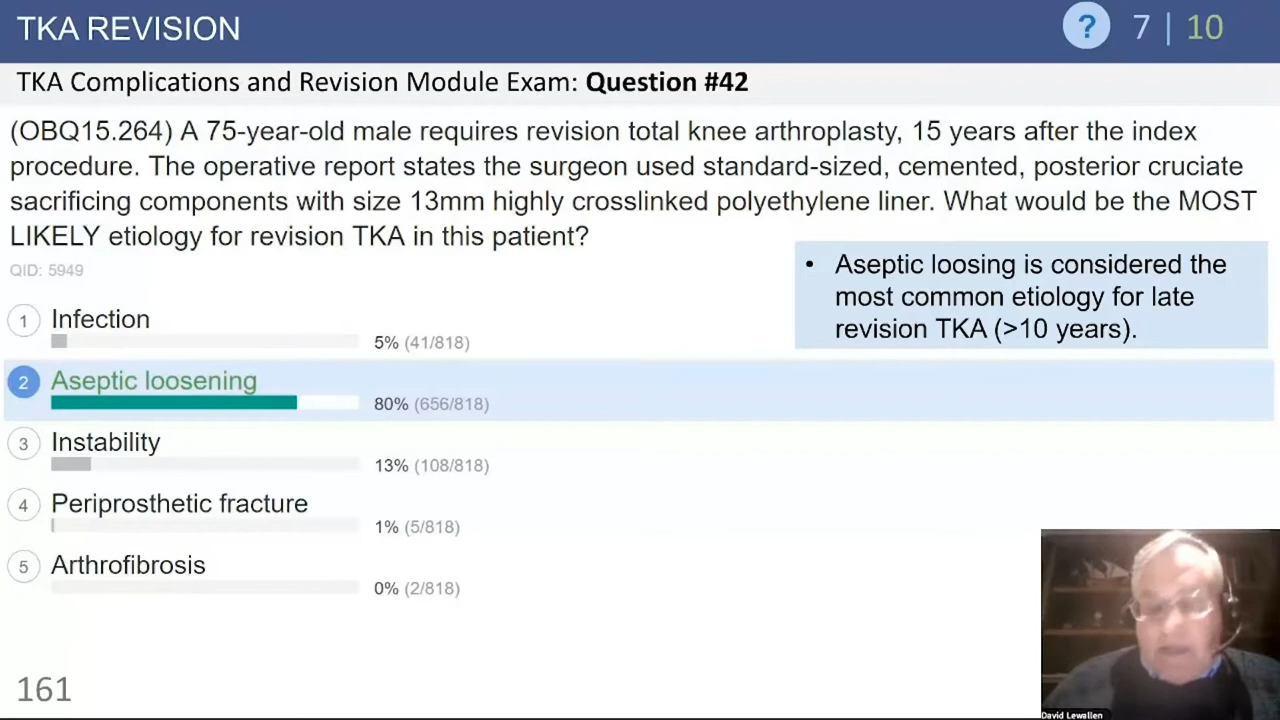 TKA REVISION
? 7 | 10
TKA Complications and Revision Module Exam: Question #42
(OBQ15.264) A 75-year-old male requires revision total knee arthroplasty, 15 years after the index
procedure. The operative report states the surgeon used standard-sized, cemented, posterior cruciate
sacrificing components with size 13mm highly crosslinked polyethylene liner. What would be the MOST
LIKELY etiology for revision TKA in this patient?
QID: 5949
• Aseptic loosing is considered the
most common etiology for late
revision TKA (>10 years).
1 Infection
5% (41/818)
2 Aseptic loosening
80% (656/818)
3 Instability
13% (108/818)
4 Periprosthetic fracture
1% (5/818)
5 Arthrofibrosis
0% (2/818)
161
David Lewallen